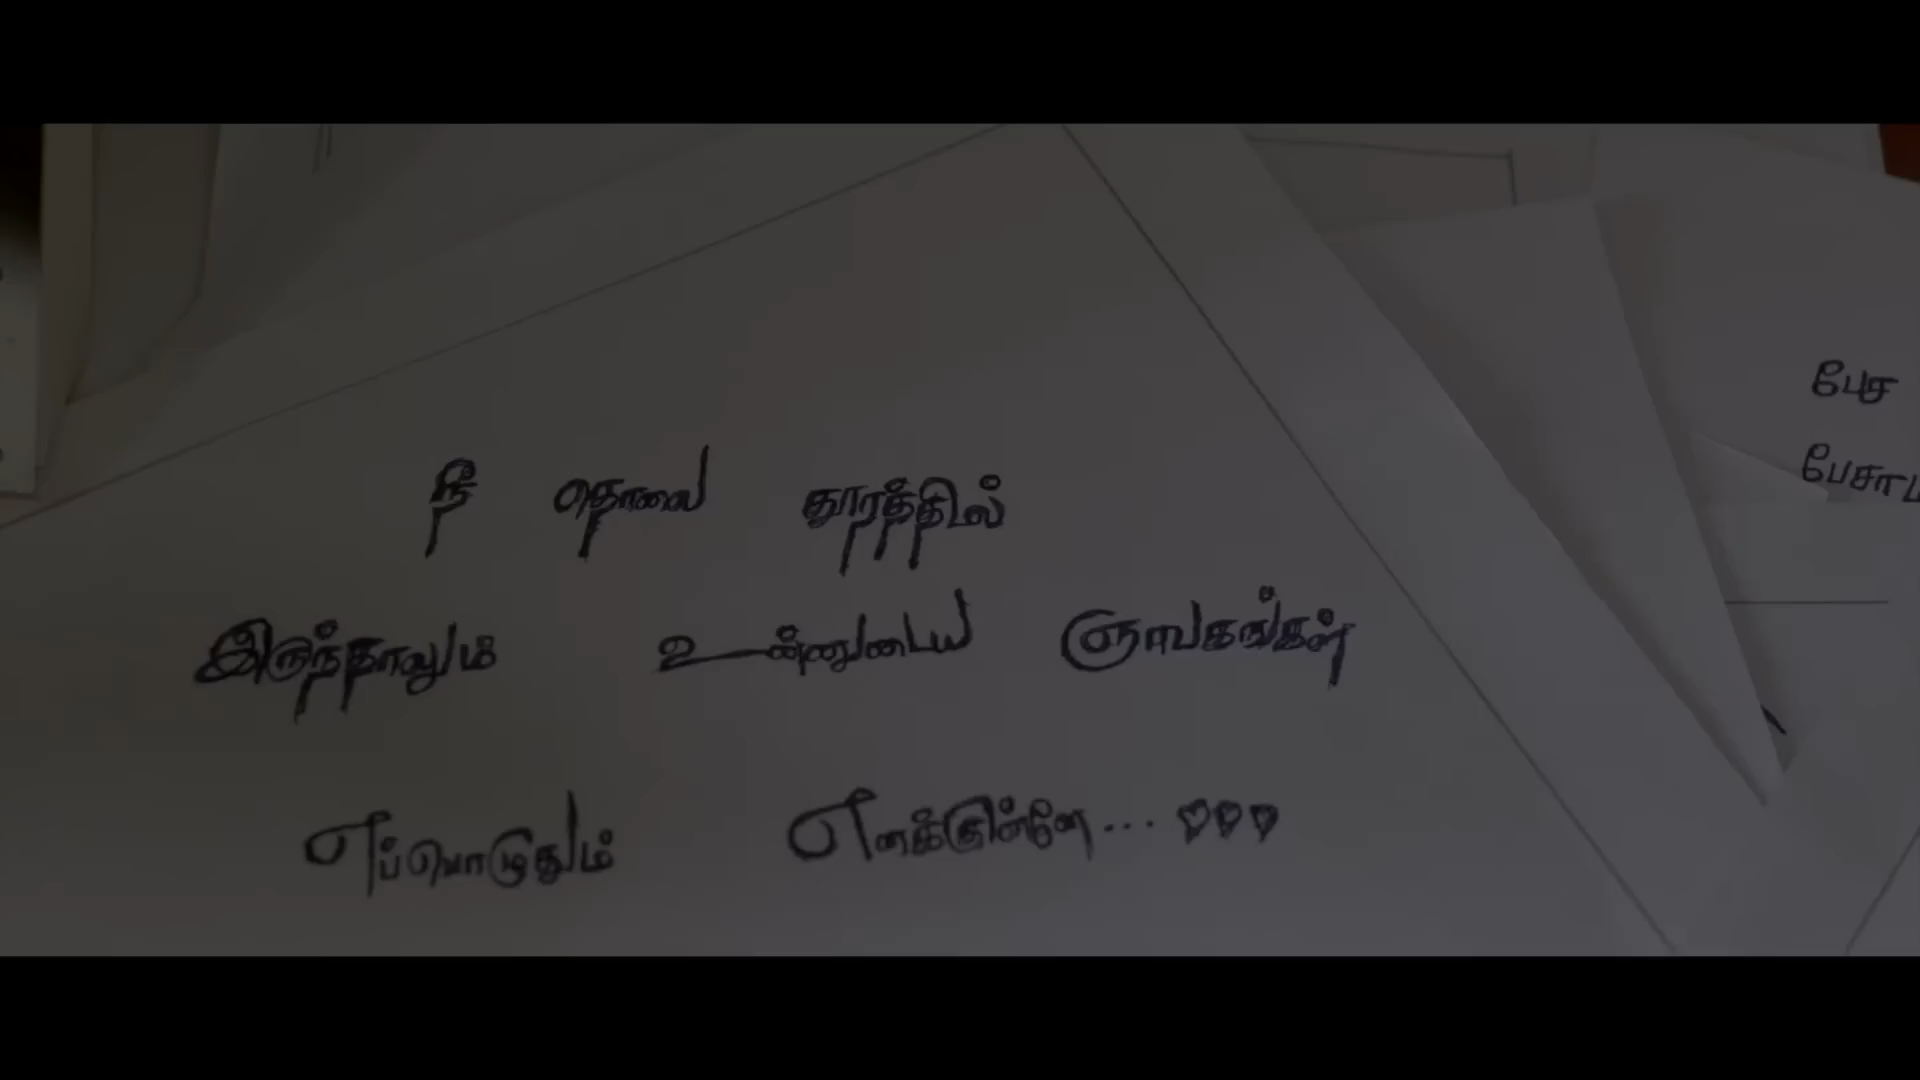 நீ தொலை தூரத்தில்
இருந்தாலும் உன்னுடைய ஞாபகங்கள்
எப்பொழுதும் எனக்குள்ளே... ♡♡♡
பேச